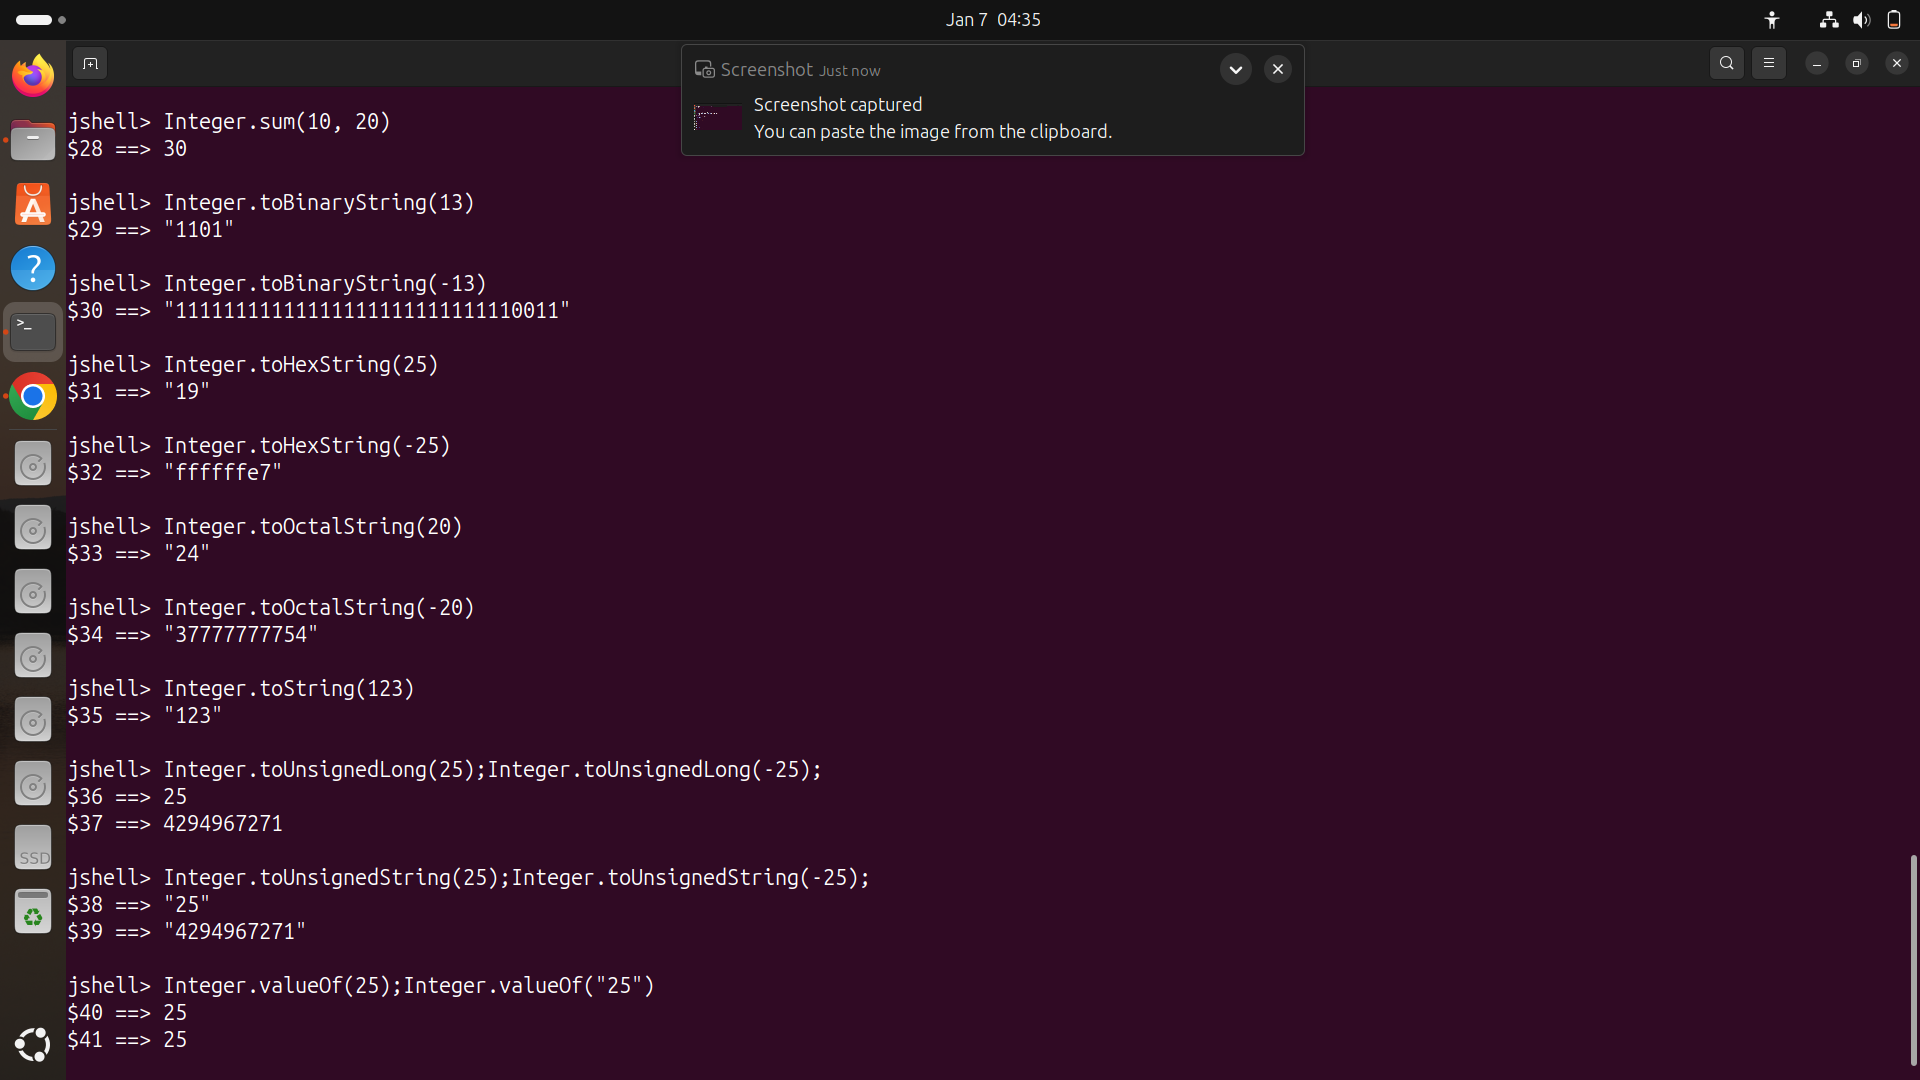 Jan 7 04:35
Screenshot Just now
Screenshot captured
You can paste the image from the clipboard.
jshell> Integer.sum(10, 20)
$28 ==> 30
jshell> Integer.toBinaryString(13)
$29 ==> "1101"
jshell> Integer.toBinaryString(-13)
$30 ==> "11111111111111111111111111110011"
jshell> Integer.toHexString(25)
$31 ==> "19"
jshell> Integer.toHexString(-25)
$32 ==> "ffffffe7"
jshell> Integer.toOctalString(20)
$33 ==> "24"
jshell> Integer.toOctalString(-20)
$34 ==> "37777777754"
jshell> Integer.toString(123)
$35 ==> "123"
jshell> Integer.toUnsignedLong(25);Integer.toUnsignedLong(-25);
$36 ==> 25
$37 ==> 4294967271
jshell> Integer.toUnsignedString(25);Integer.toUnsignedString(-25);
$38 ==> "25"
$39 ==> "4294967271"
jshell> Integer.valueOf(25);Integer.valueOf("25")
$40 ==> 25
$41 ==> 25
SSD